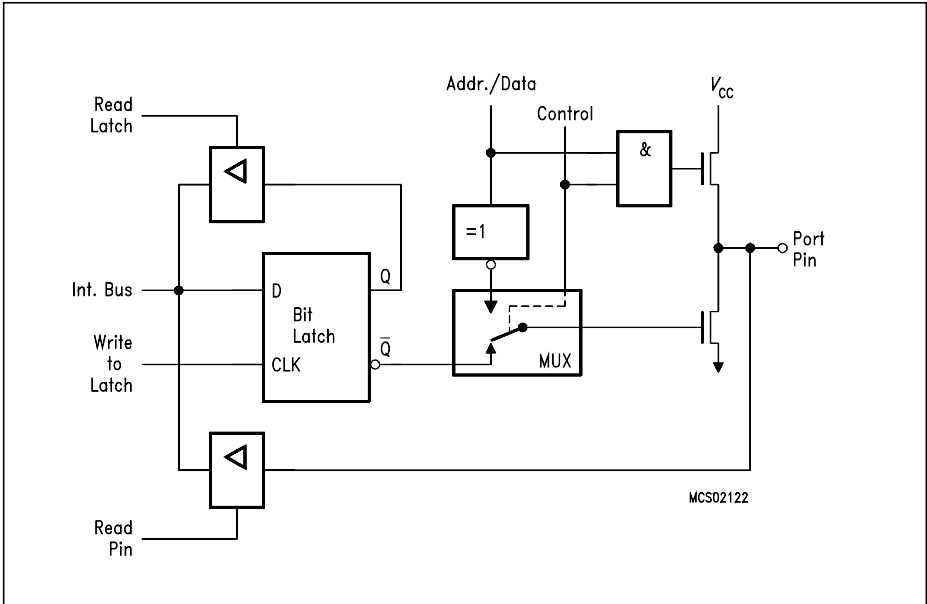 Addr./Data
V_CC
Control
Read
Latch
&
=1
Port
Pin
Int. Bus
D
Q
Bit
Latch
Write
to
Latch
CLK
Q̅
MUX
MCS02122
Read
Pin